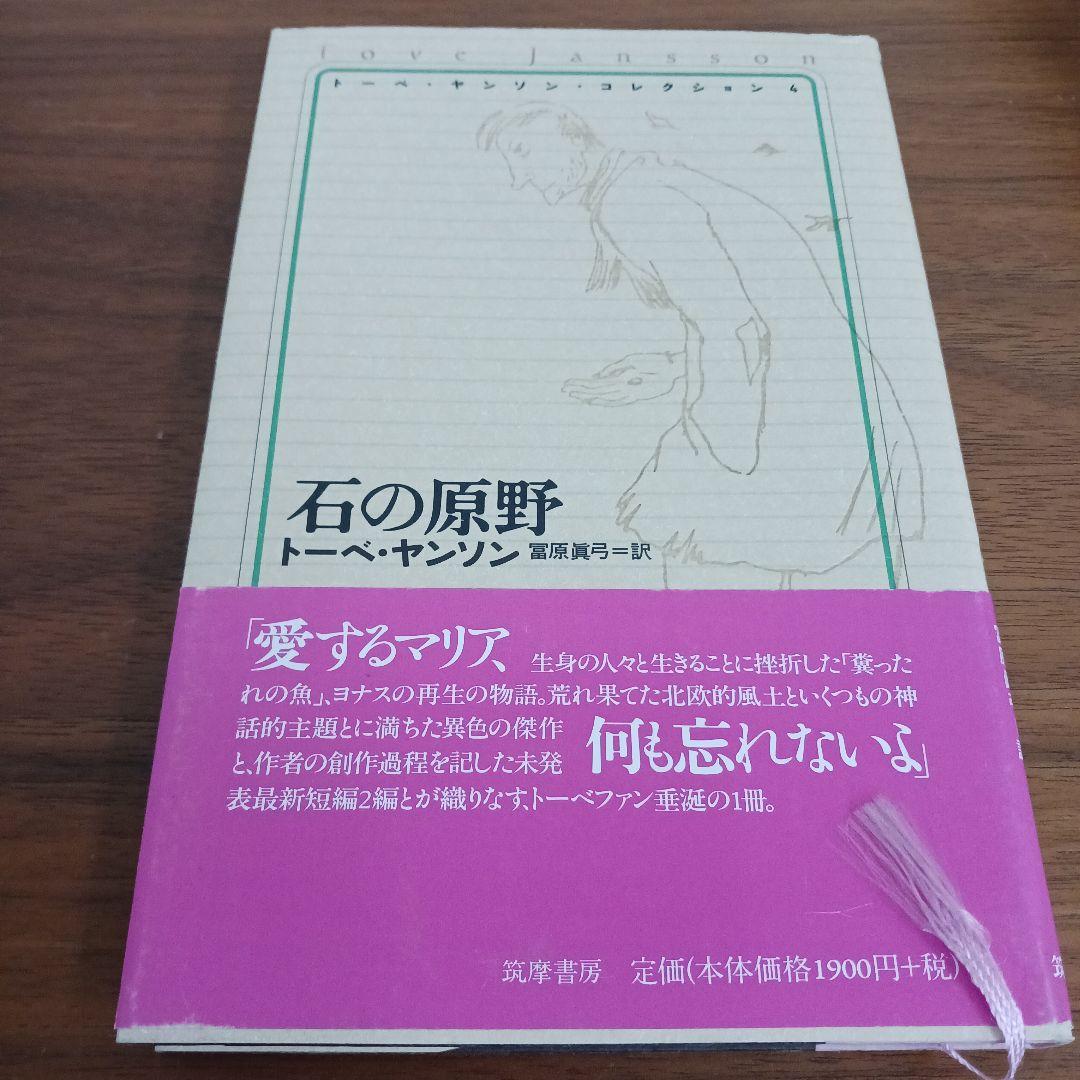 Tove Jansson
トーベ・ヤンソン・コレクション 4
石の原野
トーベ・ヤンソン 冨原眞弓=訳
「愛するマリア、
生身の人々と生きることに挫折した「糞った
れの魚」、ヨナスの再生の物語。荒れ果てた北欧的風土といくつもの神
話的主題とに満ちた異色の傑作
と、作者の創作過程を記した未発
何も忘れないよ」
表最新短編2編とが織りなす、トーベファン垂涎の1冊。
筑摩書房 定価(本体価格1900円+税)
筑